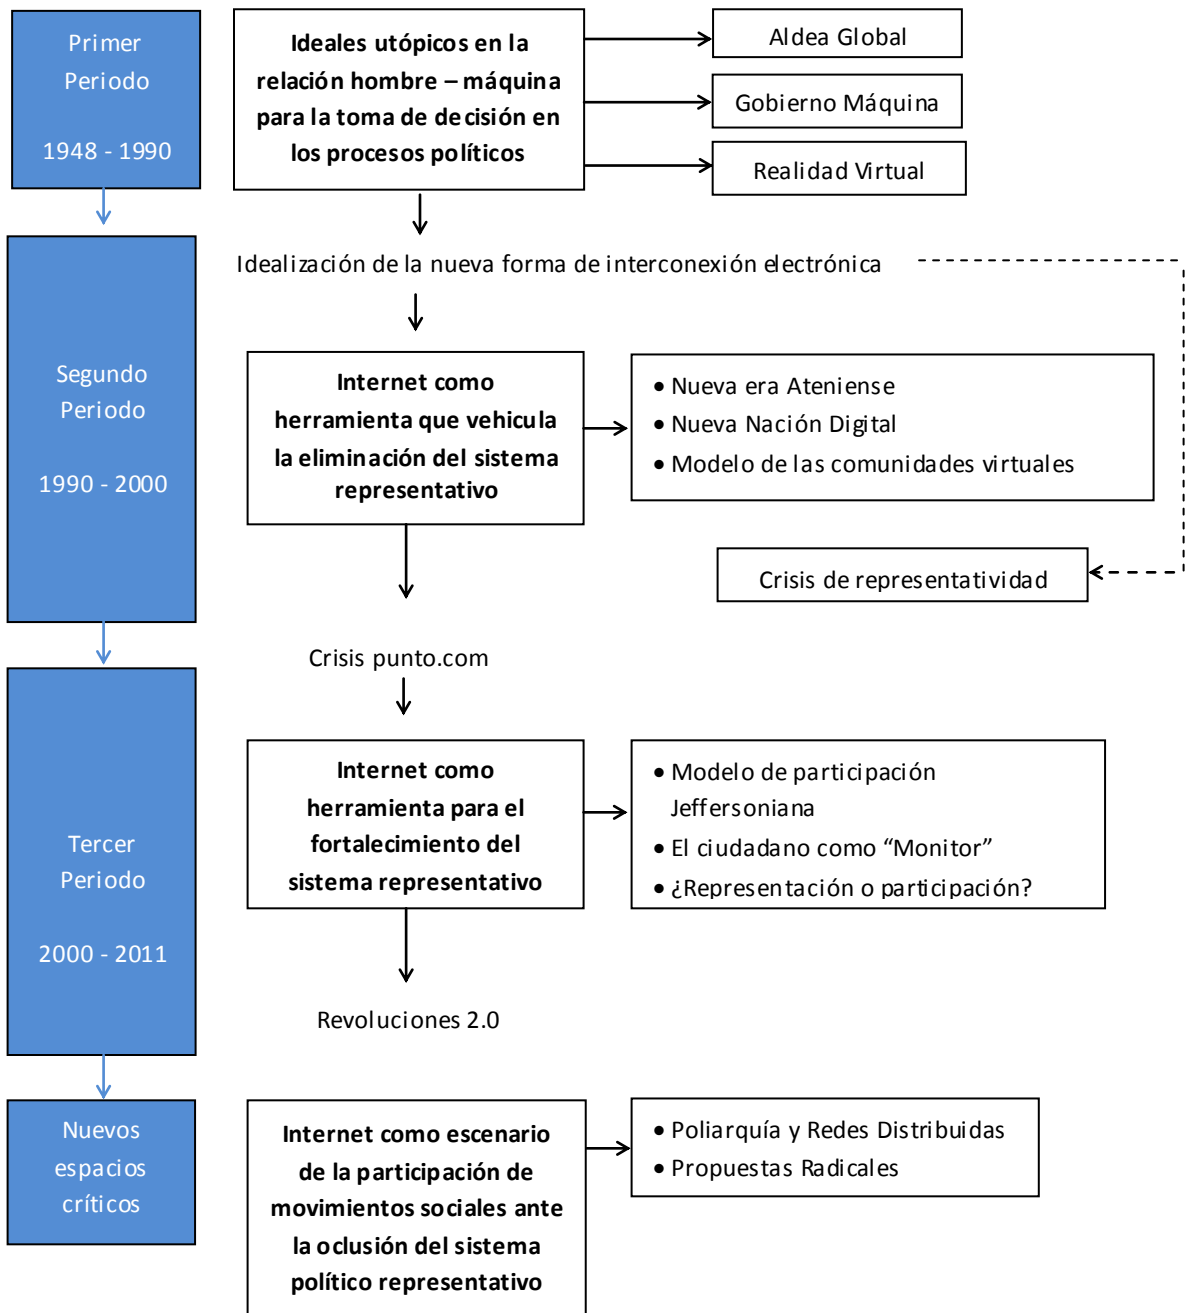 Primer
Periodo
1948 - 1990
Ideales utópicos en la
relación hombre – máquina
para la toma de decisión en
los procesos políticos
Aldea Global
Gobierno Máquina
Realidad Virtual
Idealización de la nueva forma de interconexión electrónica
Segundo
Periodo
1990 - 2000
Internet como
herramienta que vehicula
la eliminación del sistema
representativo
• Nueva era Ateniense
• Nueva Nación Digital
• Modelo de las comunidades virtuales
Crisis de representatividad
Crisis punto.com
Tercer
Periodo
2000 - 2011
Internet como
herramienta para el
fortalecimiento del
sistema representativo
• Modelo de participación
Jeffersoniana
• El ciudadano como “Monitor”
• ¿Representación o participación?
Revoluciones 2.0
Nuevos
espacios
críticos
Internet como escenario
de la participación de
movimientos sociales ante
la oclusión del sistema
político representativo
• Poliarquía y Redes Distribuidas
• Propuestas Radicales